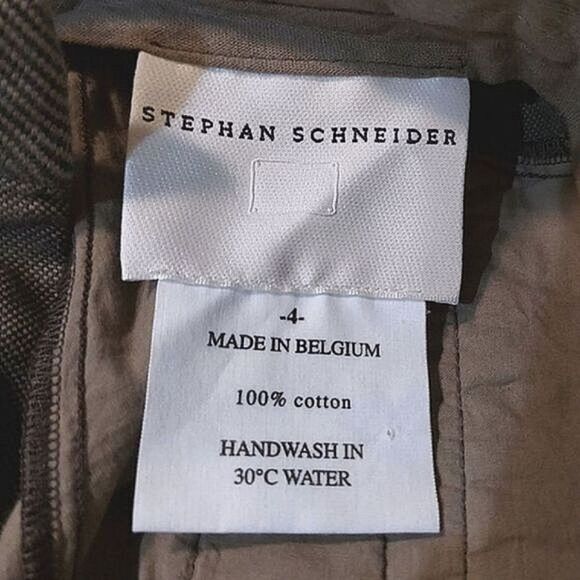 STEPHAN SCHNEIDER
-4-
MADE IN BELGIUM
100% cotton
HANDWASH IN
30°C WATER